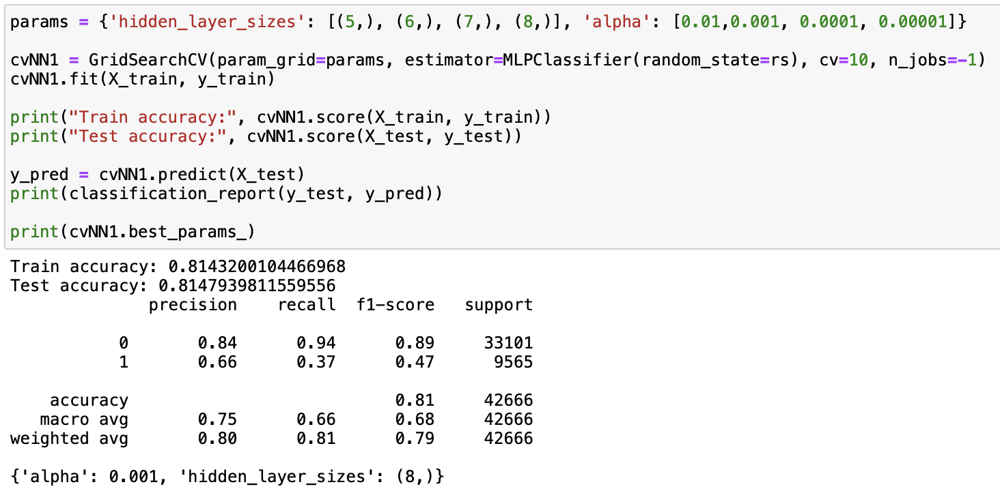 params = {'hidden_layer_sizes': [(5,), (6,), (7,), (8,)], 'alpha': [0.01,0.001, 0.0001, 0.00001]}
cvNN1 = GridSearchCV(param_grid=params, estimator=MLPClassifier(random_state=rs), cv=10, n_jobs=-1)
cvNN1.fit(X_train, y_train)
print("Train accuracy:", cvNN1.score(X_train, y_train))
print("Test accuracy:", cvNN1.score(X_test, y_test))
y_pred = cvNN1.predict(X_test)
print(classification_report(y_test, y_pred))
print(cvNN1.best_params_)
Train accuracy: 0.8143200104466968
Test accuracy: 0.8147939811559556
precision recall f1-score support
0 0.84 0.94 0.89 33101
1 0.66 0.37 0.47 9565
accuracy 0.81 42666
macro avg 0.75 0.66 0.68 42666
weighted avg 0.80 0.81 0.79 42666
{'alpha': 0.001, 'hidden_layer_sizes': (8,)}